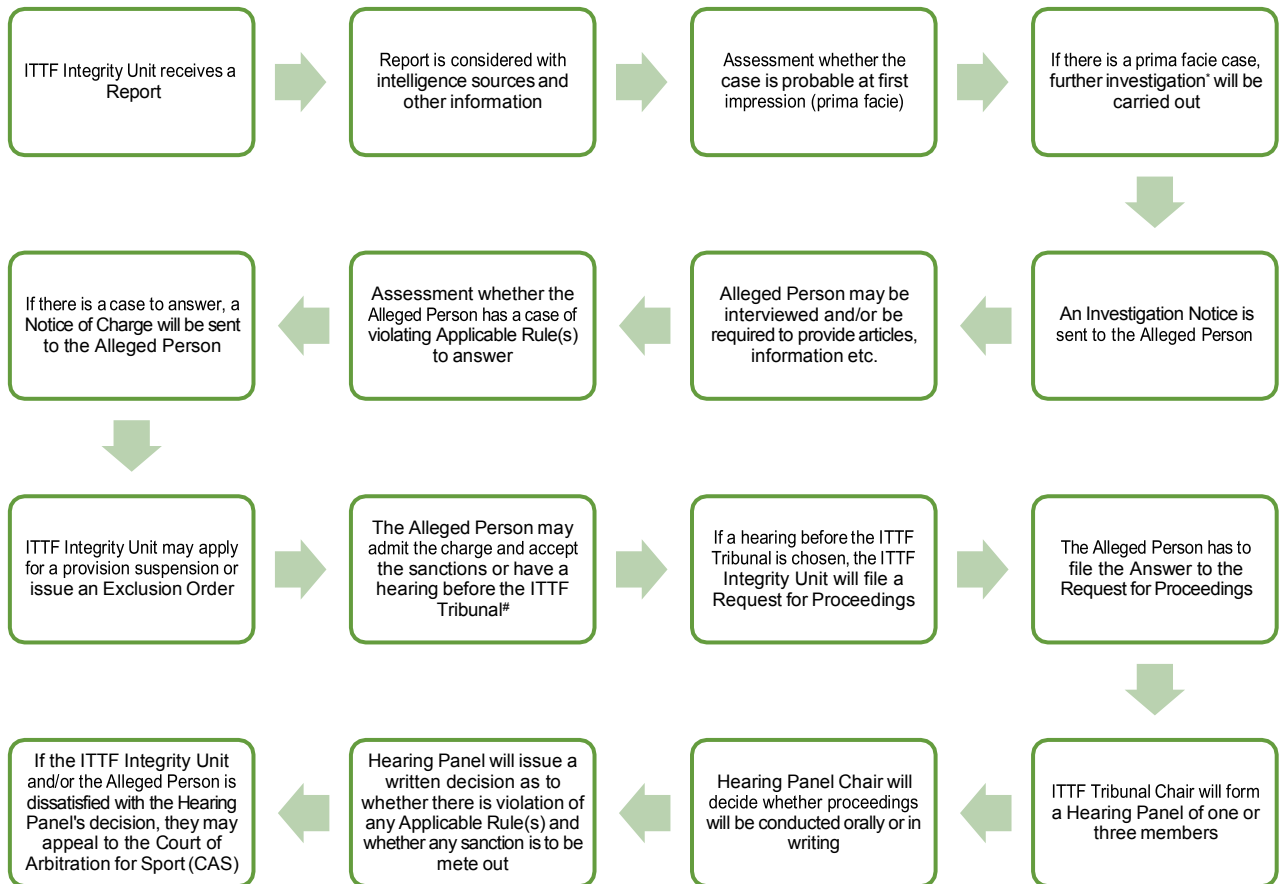 ITTF Integrity Unit receives a
Report
Report is considered with
intelligence sources and
other information
Assessment whether the
case is probable at first
impression (prima facie)
If there is a prima facie case,
further investigation* will be
carried out
An Investigation Notice is
sent to the Alleged Person
Alleged Person may be
interviewed and/or be
required to provide articles,
information etc.
Assessment whether the
Alleged Person has a case of
violating Applicable Rule(s)
to answer
If there is a case to answer, a
Notice of Charge will be sent
to the Alleged Person
ITTF Integrity Unit may apply
for a provision suspension or
issue an Exclusion Order
The Alleged Person may
admit the charge and accept
the sanctions or have a
hearing before the ITTF
Tribunal#
If a hearing before the ITTF
Tribunal is chosen, the ITTF
Integrity Unit will file a
Request for Proceedings
The Alleged Person has to
file the Answer to the
Request for Proceedings
ITTF Tribunal Chair will form
a Hearing Panel of one or
three members
Hearing Panel Chair will
decide whether proceedings
will be conducted orally or in
writing
Hearing Panel will issue a
written decision as to
whether there is violation of
any Applicable Rule(s) and
whether any sanction is to be
mete out
If the ITTF Integrity Unit
and/or the Alleged Person is
dissatisfied with the Hearing
Panel's decision, they may
appeal to the Court of
Arbitration for Sport (CAS)